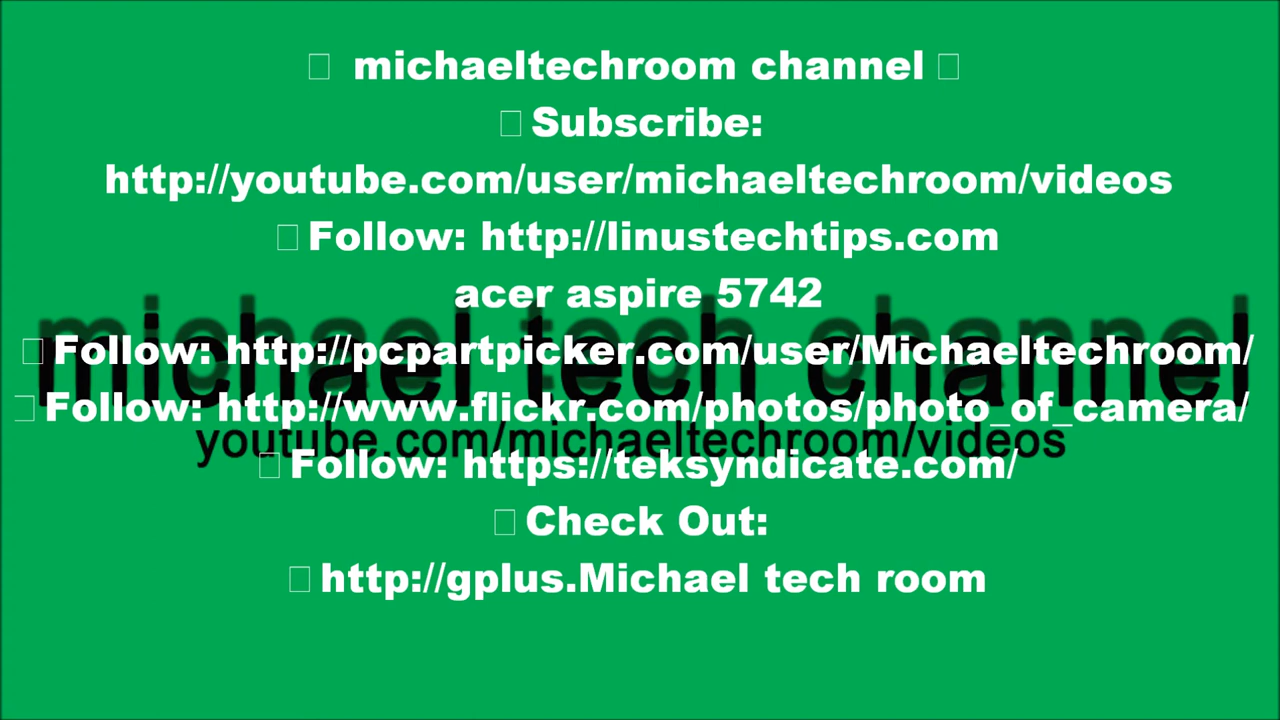 michaeltechroom channel
Subscribe:
http://youtube.com/user/michaeltechroom/videos
Follow: http://linustechtips.com
acer aspire 5742
michael tech channel
Follow: http://pcpartpicker.com/user/Michaeltechroom/
Follow: http://www.flickr.com/photos/photo_of_camera/
youtube.com/michaeltechroom/videos
Follow: https://teksyndicate.com/
Check Out:
http://gplus.Michael tech room